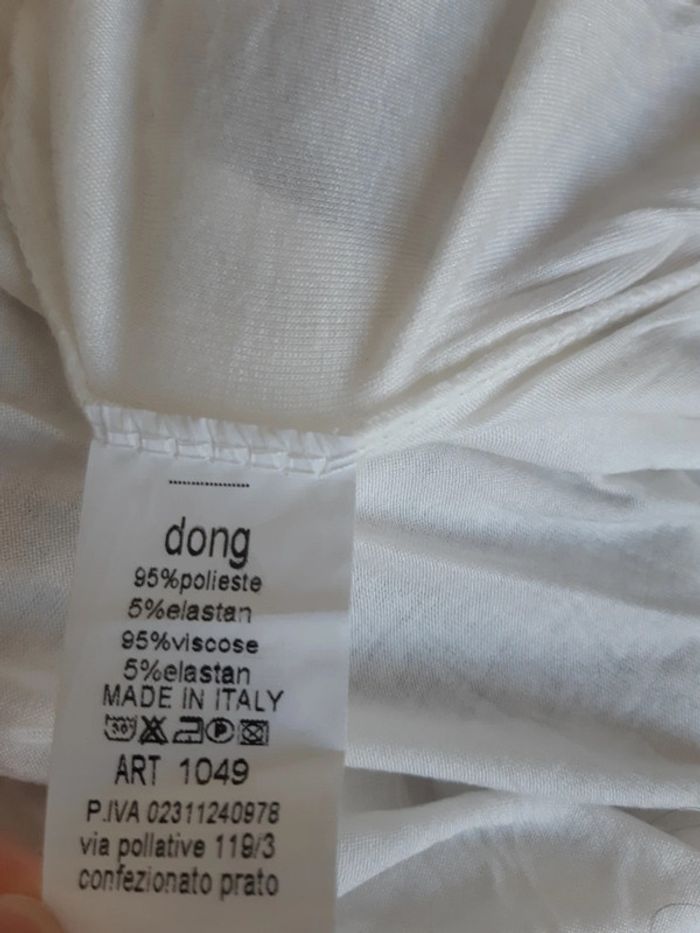 dong
95%polieste
5%elastan
95%viscose
5%elastan
MADE IN ITALY
30°
P
ART 1049
P.IVA 02311240978
via pollative 119/3
confezionato prato